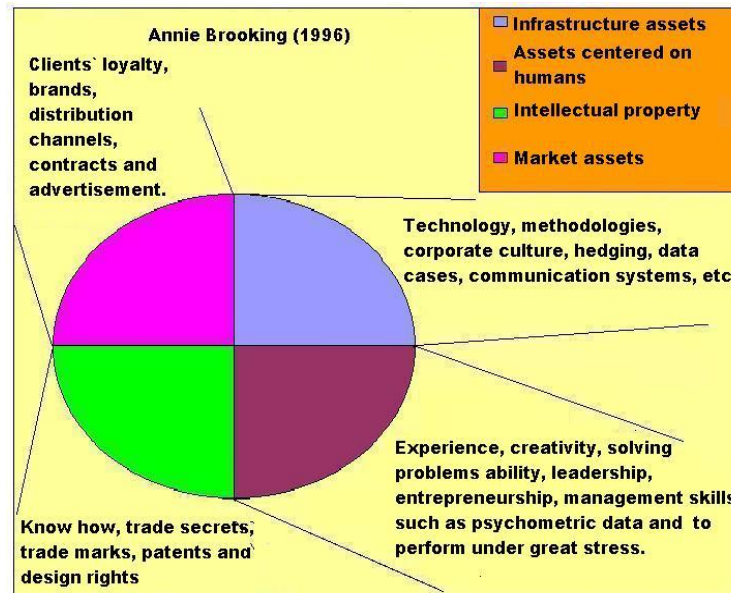 Annie Brooking (1996)
Clients` loyalty,
brands,
distribution
channels,
contracts and
advertisement.
Infrastructure assets
Assets centered on
humans
Intellectual property
Market assets
Technology, methodologies,
corporate culture, hedging, data
cases, communication systems, etc
Experience, creativity, solving
problems ability, leadership,
entrepreneurship, management skills
such as psychometric data and to
perform under great stress.
Know how, trade secrets,
trade marks, patents and
design rights